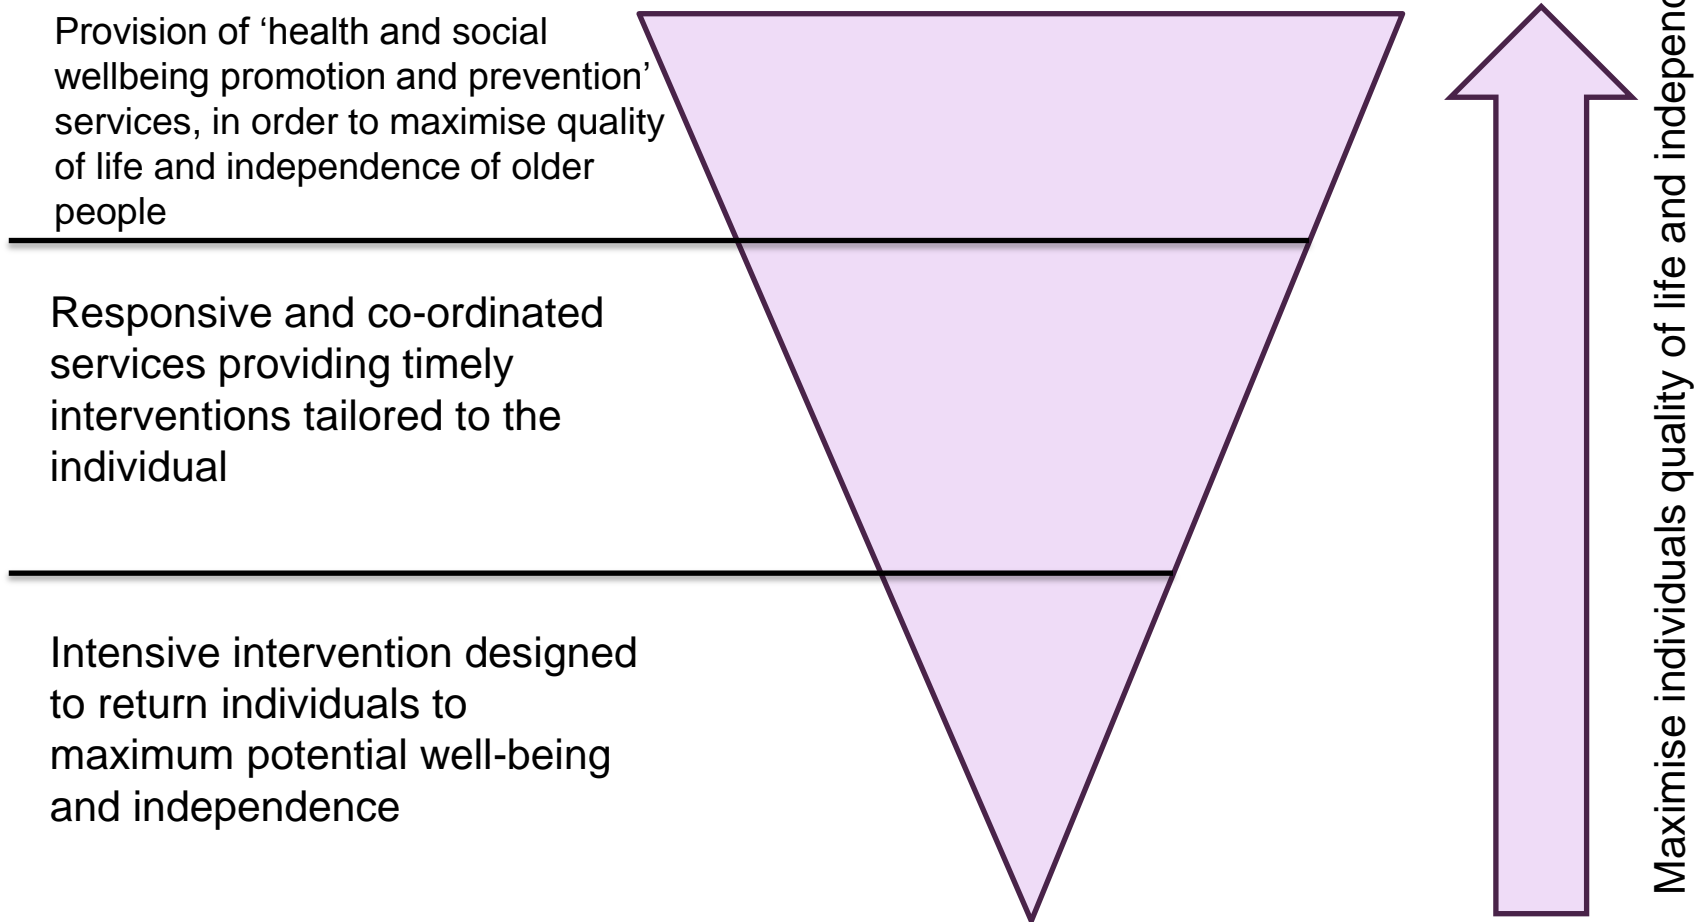 Provision of ‘health and social
wellbeing promotion and prevention’
services, in order to maximise quality
of life and independence of older
people
Responsive and co-ordinated
services providing timely
interventions tailored to the
individual
Intensive intervention designed
to return individuals to
maximum potential well-being
and independence
Maximise individuals quality of life and